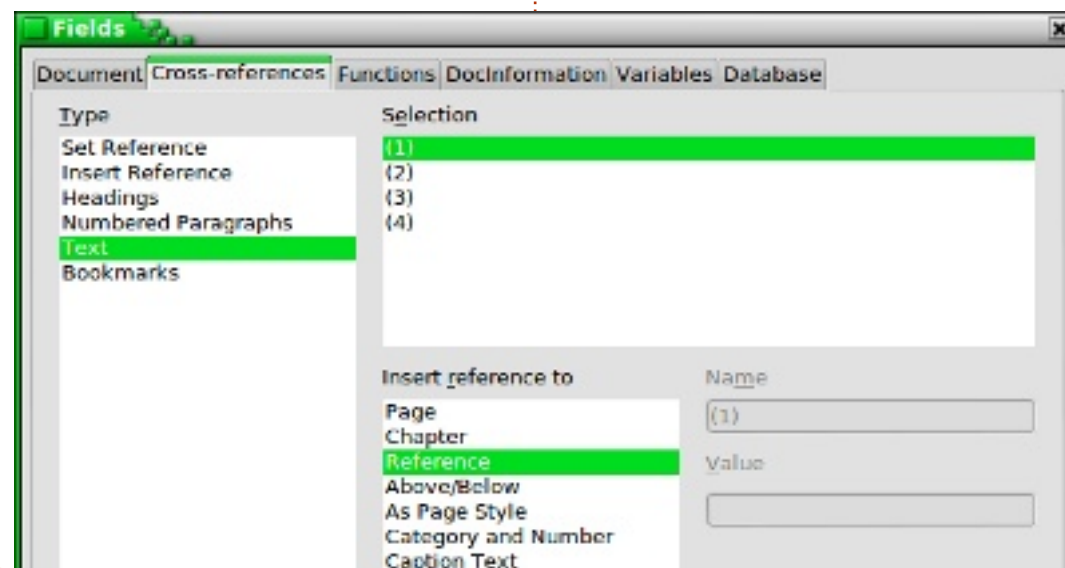 Fields
Document Cross-references Functions DocInformation Variables Database
Type
Set Reference
Insert Reference
Headings
Numbered Paragraphs
Text
Bookmarks
Selection
(1)
(2)
(3)
(4)
Insert reference to
Page
Chapter
Reference
Above/Below
As Page Style
Category and Number
Caption Text
Name
(1)
Value